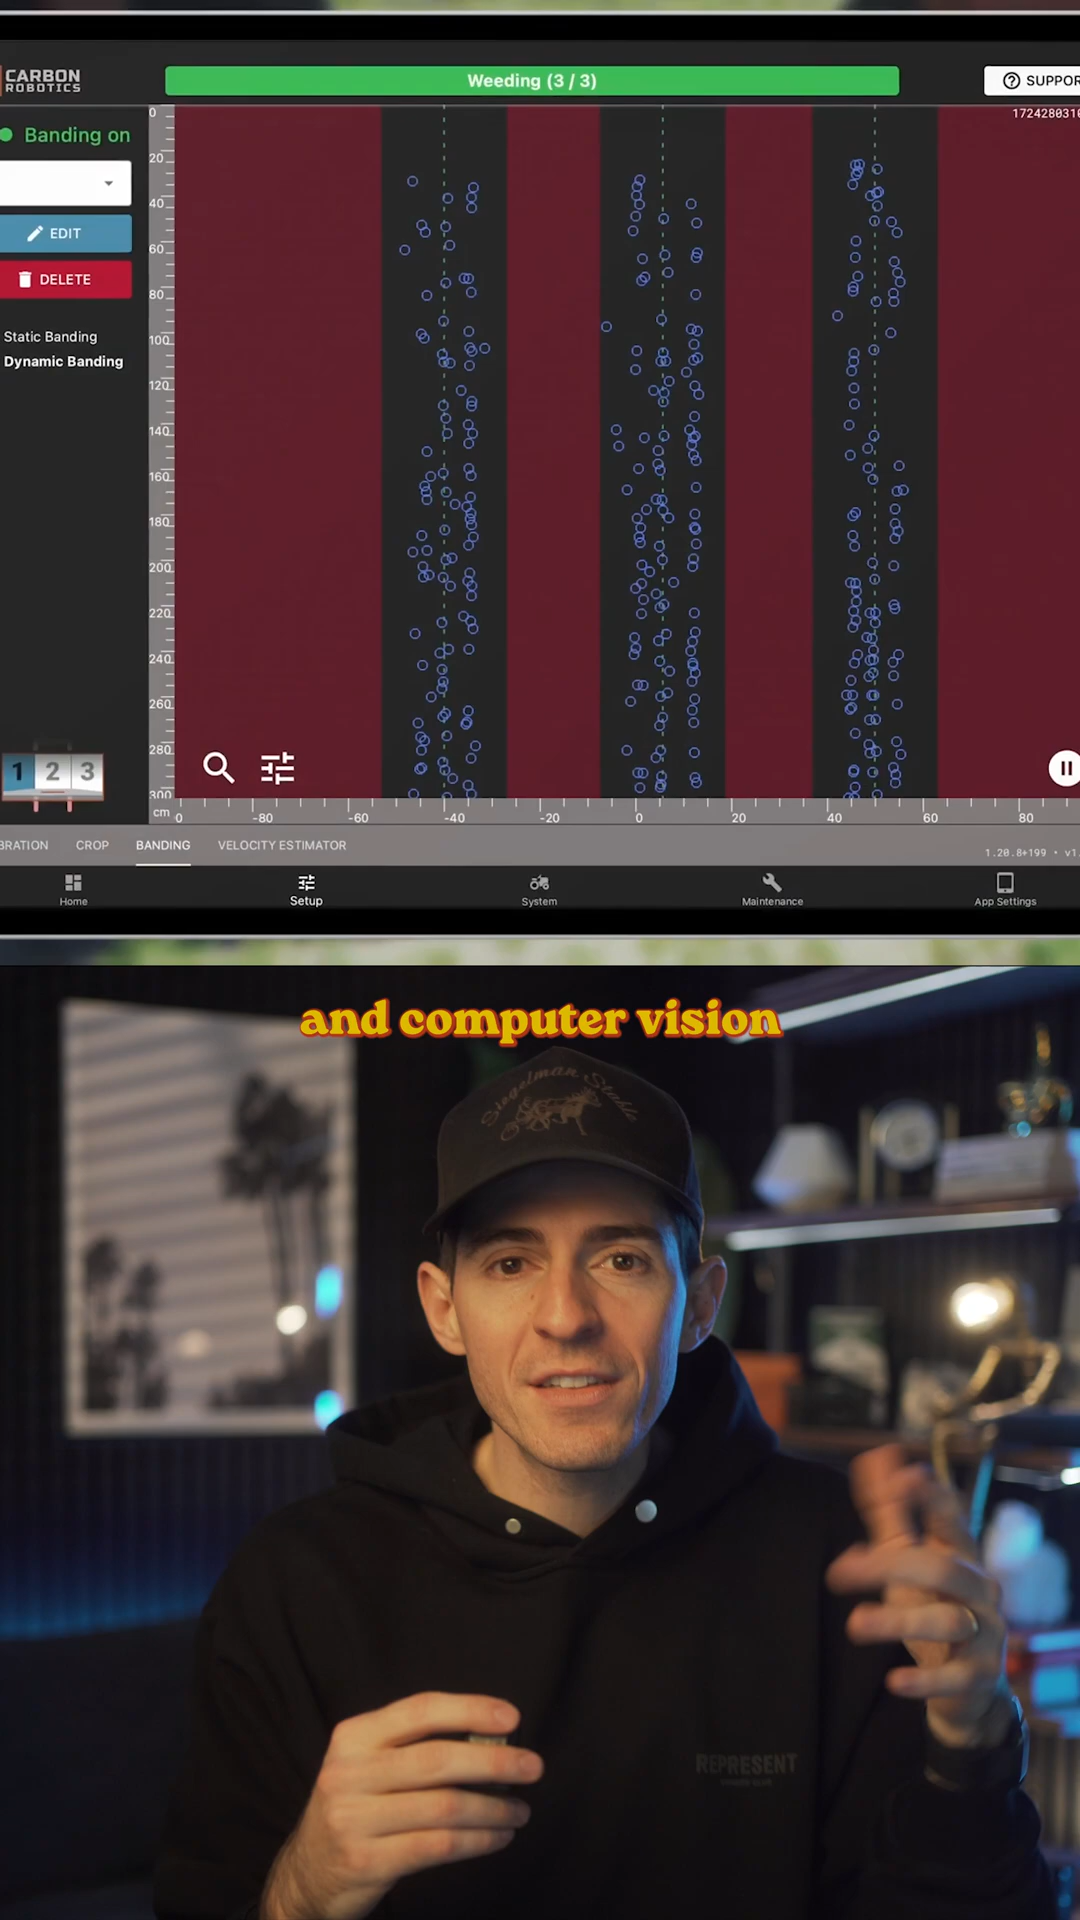 CARBON
ROBOTICS
Weeding (3 / 3)
SUPPOR
1724280310
Banding on
EDIT
DELETE
Static Banding
Dynamic Banding
0
20
40
60
80
100
120
140
160
180
200
220
240
260
280
300
1 2 3
cm
0 -80 -60 -40 -20 0 20 40 60 80
BRATION CROP BANDING VELOCITY ESTIMATOR
1.20.8+199 • v1.
Home Setup System Maintenance App Settings
and computer vision
Siegelman Stable
REPRESENT